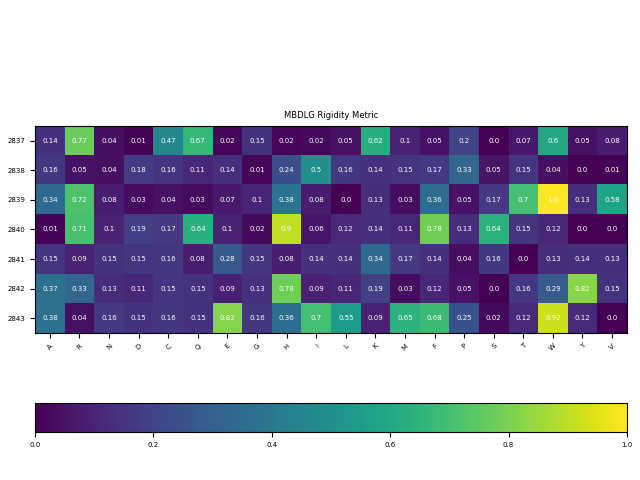 MBDLG Rigidity Metric
2837 0.14 0.77 0.04 0.01 0.47 0.67 0.02 0.15 0.02 0.02 0.05 0.62 0.1 0.05 0.2 0.0 0.07 0.6 0.05 0.08
2838 0.16 0.05 0.04 0.18 0.16 0.11 0.14 0.01 0.24 0.5 0.16 0.14 0.15 0.17 0.33 0.05 0.15 0.04 0.0 0.01
2839 0.34 0.72 0.08 0.03 0.04 0.03 0.07 0.1 0.38 0.08 0.0 0.13 0.03 0.36 0.05 0.17 0.7 1.0 0.13 0.58
2840 0.01 0.71 0.1 0.19 0.17 0.64 0.1 0.02 0.9 0.06 0.12 0.14 0.11 0.78 0.13 0.64 0.15 0.12 0.0 0.0
2841 0.15 0.09 0.15 0.15 0.16 0.08 0.28 0.15 0.08 0.14 0.14 0.34 0.17 0.14 0.04 0.16 0.0 0.13 0.14 0.13
2842 0.37 0.33 0.13 0.11 0.15 0.15 0.09 0.13 0.78 0.09 0.11 0.19 0.03 0.12 0.05 0.0 0.16 0.29 0.82 0.15
2843 0.38 0.04 0.16 0.15 0.16 0.15 0.82 0.16 0.36 0.7 0.55 0.09 0.65 0.68 0.25 0.02 0.12 0.92 0.12 0.0
A R N D C Q E G H I L K M F P S T W Y V
0.0 0.2 0.4 0.6 0.8 1.0